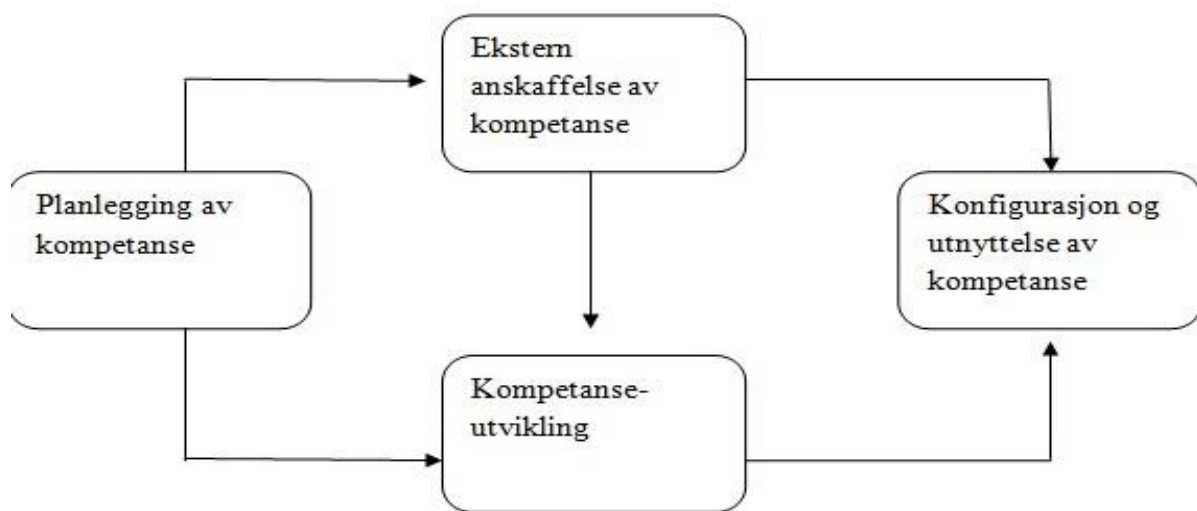 Ekstern
anskaffelse av
kompetanse
Planlegging av
kompetanse
Konfigurasjon og
utnyttelse av
kompetanse
Kompetanse-
utvikling